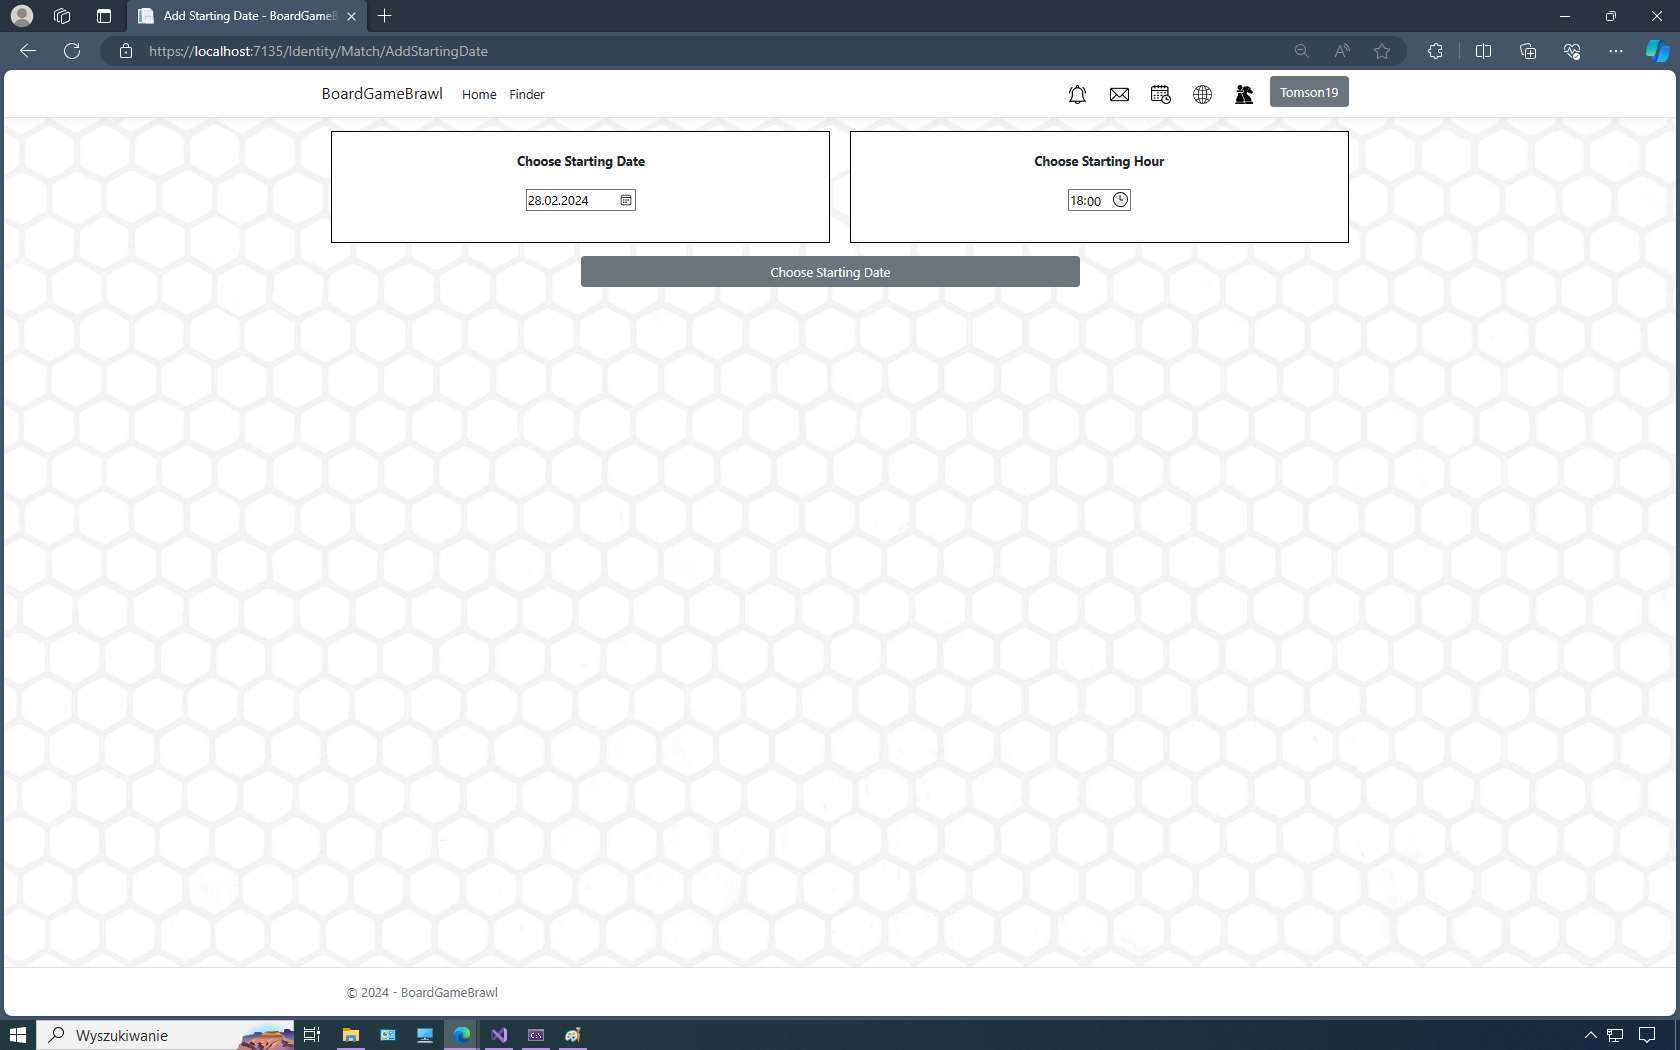 Add Starting Date - BoardGameB
https://localhost:7135/Identity/Match/AddStartingDate
BoardGameBrawl Home Finder Tomson19
Choose Starting Date
28.02.2024
Choose Starting Hour
18:00
Choose Starting Date
© 2024 - BoardGameBrawl
Wyszukiwanie